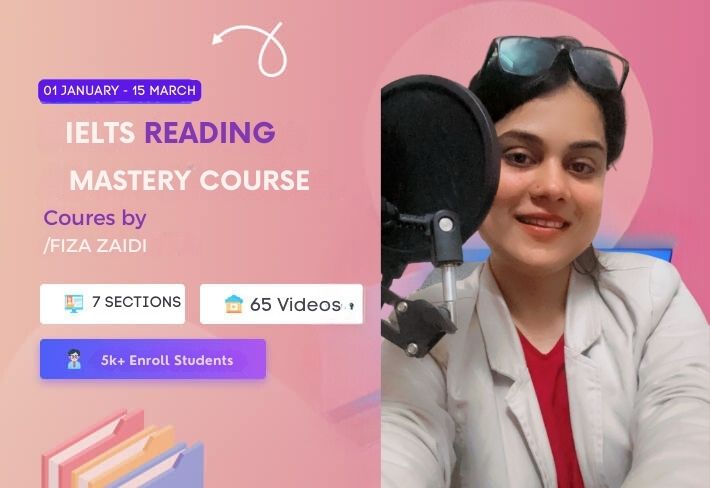 01 JANUARY - 15 MARCH
IELTS READING
MASTERY COURSE
Coures by
/FIZA ZAIDI
7 SECTIONS
65 Videos
5k+ Enroll Students